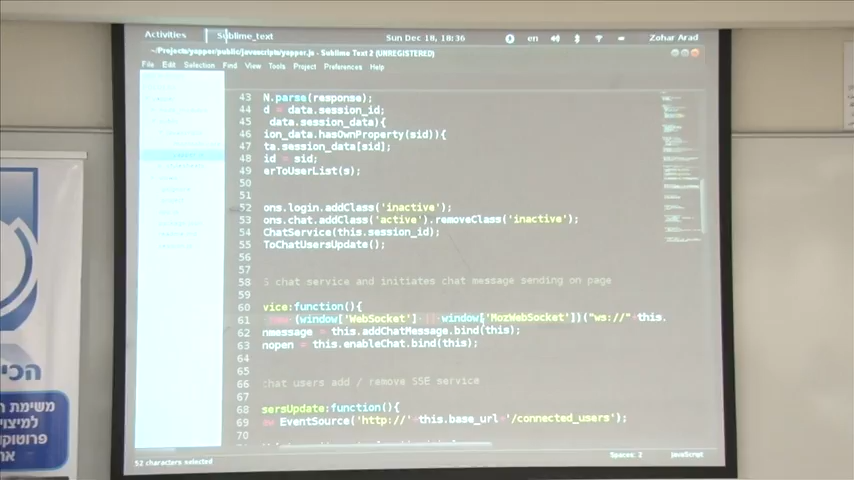 Activities Sublime_text Sun Dec 18, 18:36 en Zohar Arad
~/Projects/yapper/public/javascripts/yapper.js - Sublime Text 2 (UNREGISTERED)
File Edit Selection Find View Tools Project Preferences Help
43 N.parse(response);
44 d = data.session_id;
45 data.session_data){
46 ion_data.hasOwnProperty(sid)){
47 ta.session_data[sid];
48 id = sid;
49 erToUserList(s);
50
51
52 ons.login.addClass('inactive');
53 ons.chat.addClass('active').removeClass('inactive');
54 ChatService(this.session_id);
55 ToChatUsersUpdate();
56
57
58 S chat service and initiates chat message sending on page
59
60 vice:function(){
61 new (window['WebSocket'] || window['MozWebSocket'])("ws://"+this.
62 nmessage = this.addChatMessage.bind(this);
63 nopen = this.enableChat.bind(this);
64
65
66 chat users add / remove SSE service
67
68 sersUpdate:function(){
69 ew EventSource('http://'+this.base_url+'/connected_users');
70
52 characters selected Spaces: 2 JavaScript
הכי
משימת
למיצוי
פרוטוק